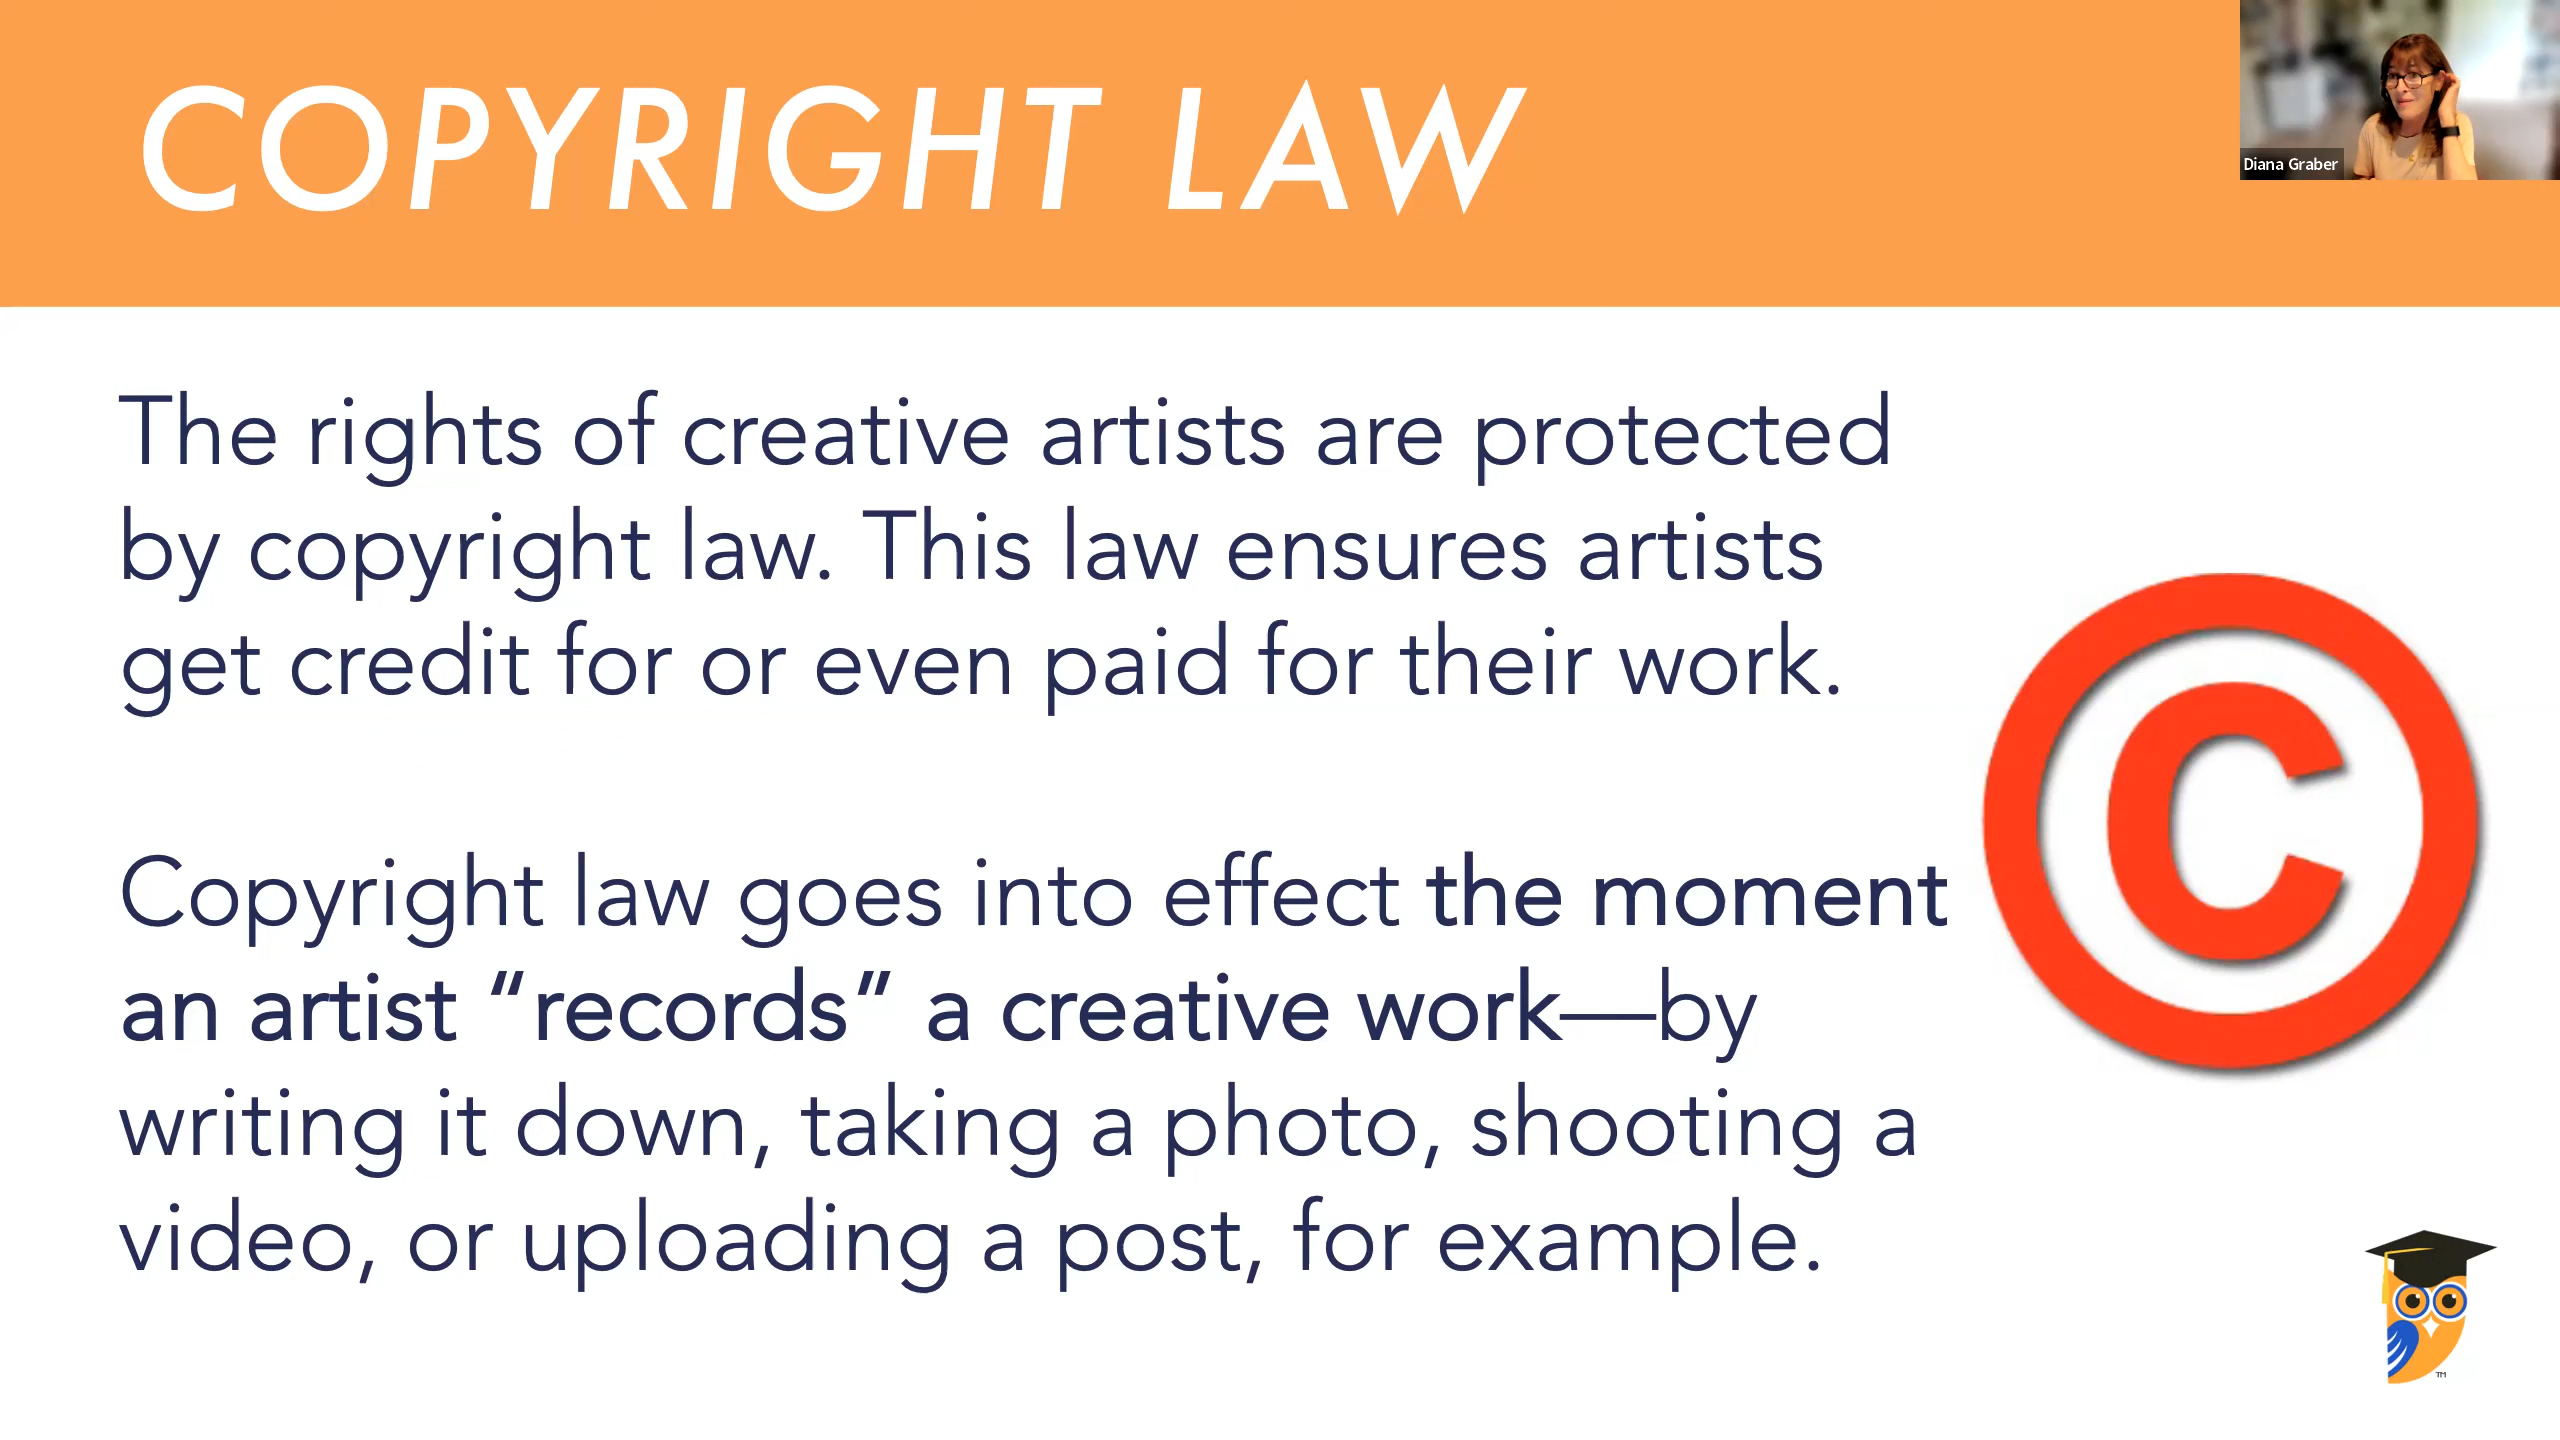 COPYRIGHT LAW
Diana Graber
The rights of creative artists are protected
by copyright law. This law ensures artists
get credit for or even paid for their work.
Copyright law goes into effect the moment
an artist “records” a creative work—by
writing it down, taking a photo, shooting a
video, or uploading a post, for example.
©
TM